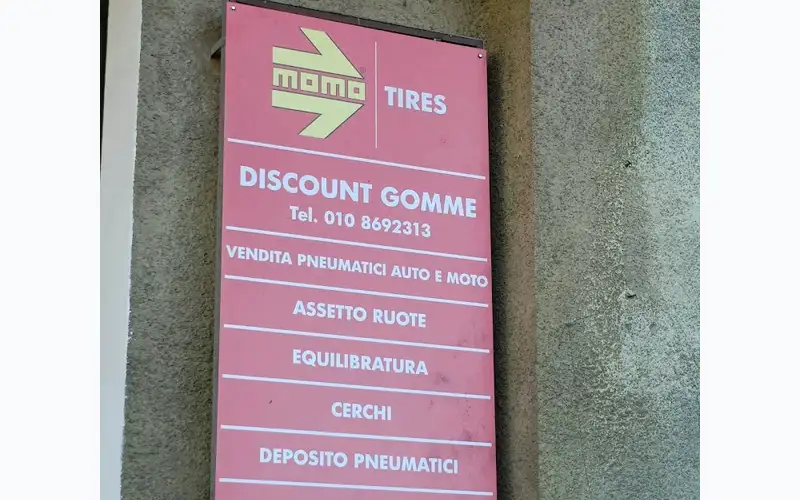 momo
TIRES
DISCOUNT GOMME
Tel. 010 8692313
VENDITA PNEUMATICI AUTO E MOTO
ASSETTO RUOTE
EQUILIBRATURA
CERCHI
DEPOSITO PNEUMATICI